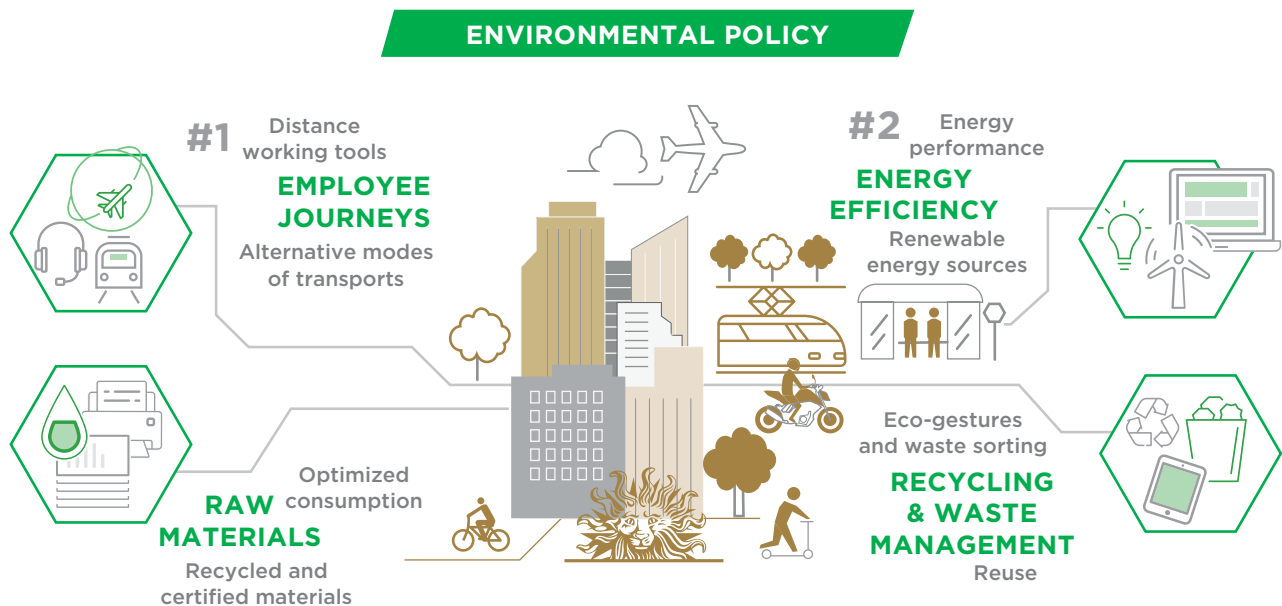 ENVIRONMENTAL POLICY
#1 Distance
working tools
EMPLOYEE
JOURNEYS
Alternative modes
of transports
#2 Energy
performance
ENERGY
EFFICIENCY
Renewable
energy sources
Optimized
consumption
RAW
MATERIALS
Recycled and
certified materials
Eco-gestures
and waste sorting
RECYCLING
& WASTE
MANAGEMENT
Reuse